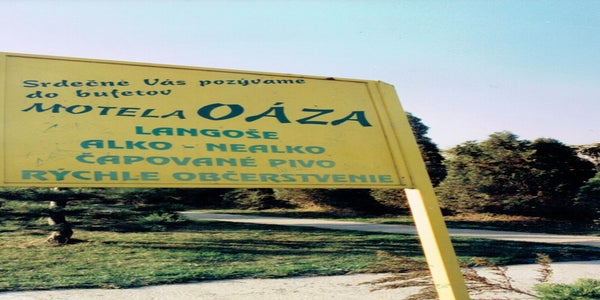 Srdečne Vás pozývame
do bufetov
MOTELA OÁZA
LANGOŠE
ALKO - NEALKO
ČAPOVANÉ PIVO
RÝCHLE OBČERSTVENIE